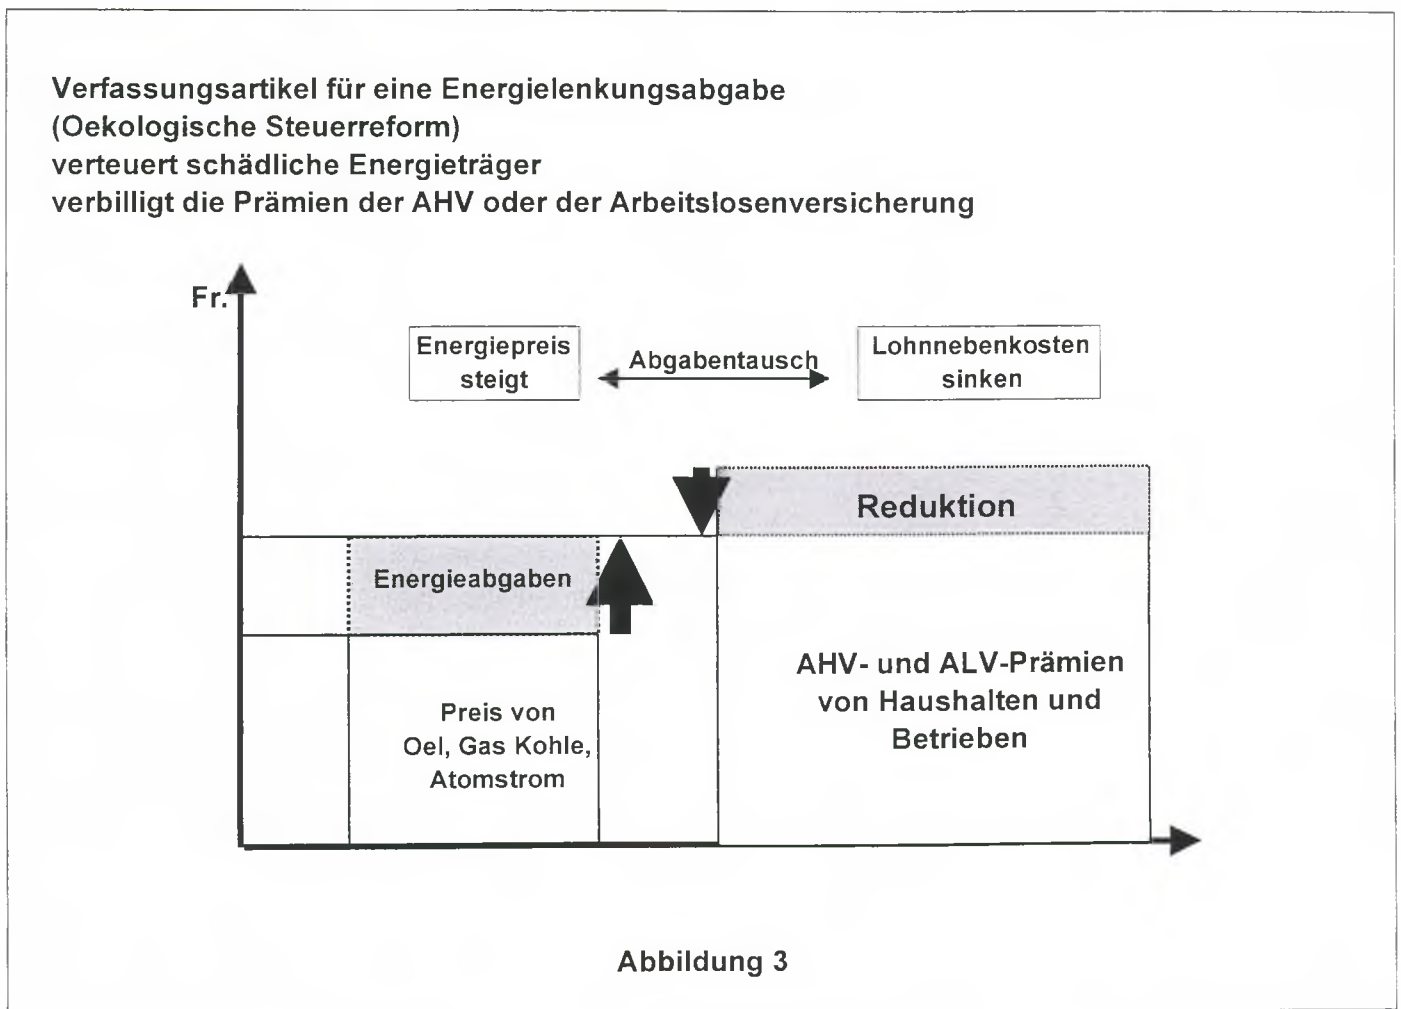 Verfassungsartikel für eine Energielenkungsabgabe
(Oekologische Steuerreform)
verteuert schädliche Energieträger
verbilligt die Prämien der AHV oder der Arbeitslosenversicherung
Fr.
Energiepreis
steigt
Abgabentausch
Lohnnebenkosten
sinken
Reduktion
Energieabgaben
AHV- und ALV-Prämien
von Haushalten und
Betrieben
Preis von
Oel, Gas Kohle,
Atomstrom
Abbildung 3